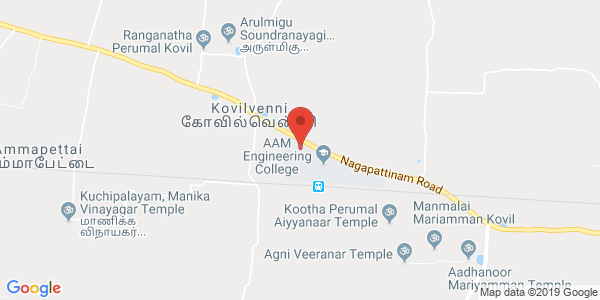 Ranganatha
Perumal Kovil
Arulmigu
Soundranayagi...
அருள்மிகு
Kovilvenni
Ammapettai
AAM
Engineering
College
Nagapattinam Road
Kuchipalayam, Manika
Vinayagar Temple
மாணிக்க
விநாயகர்...
Kootha Perumal
Aiyyanaar Temple
Manmalai
Mariamman Kovil
Agni Veeranar Temple
Aadhanoor
Mariyamman Temple
Google
Map data ©2019 Google